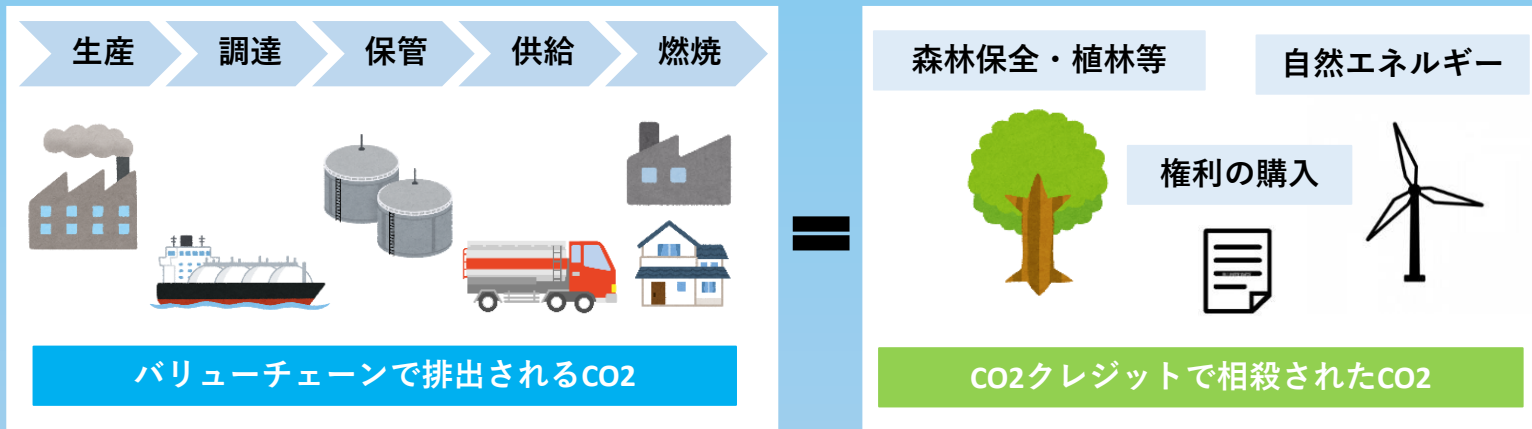 生産
調達
保管
供給
燃焼
バリューチェーンで排出されるCO2
=
森林保全・植林等
自然エネルギー
権利の購入
CO2クレジットで相殺されたCO2